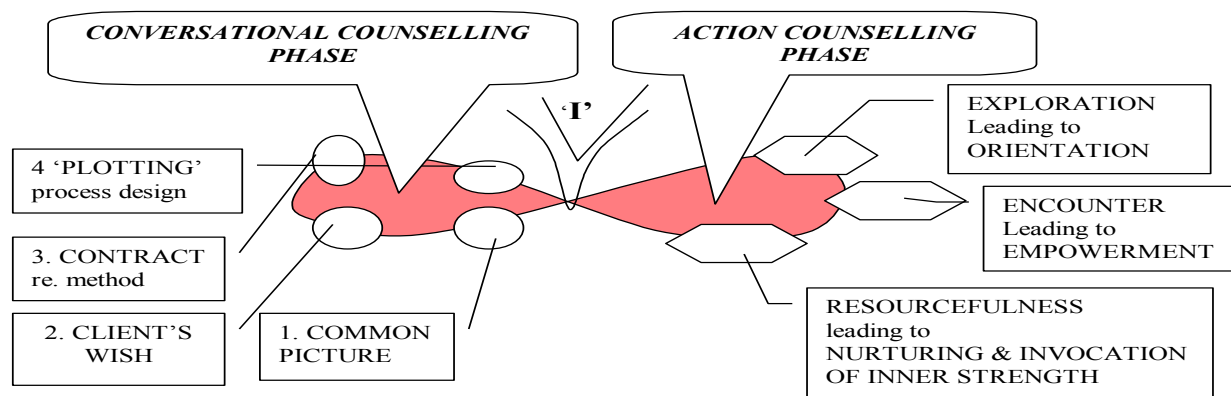 CONVERSATIONAL COUNSELLING
PHASE
ACTION COUNSELLING
PHASE
‘I’
EXPLORATION
Leading to
ORIENTATION
4 ‘PLOTTING’
process design
ENCOUNTER
Leading to
EMPOWERMENT
3. CONTRACT
re. method
2. CLIENT’S
WISH
1. COMMON
PICTURE
RESOURCEFULNESS
leading to
NURTURING & INVOCATION
OF INNER STRENGTH